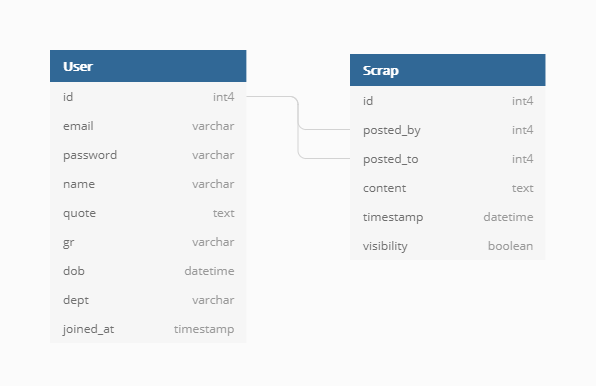 User
id int4
email varchar
password varchar
name varchar
quote text
gr varchar
dob datetime
dept varchar
joined_at timestamp
Scrap
id int4
posted_by int4
posted_to int4
content text
timestamp datetime
visibility boolean